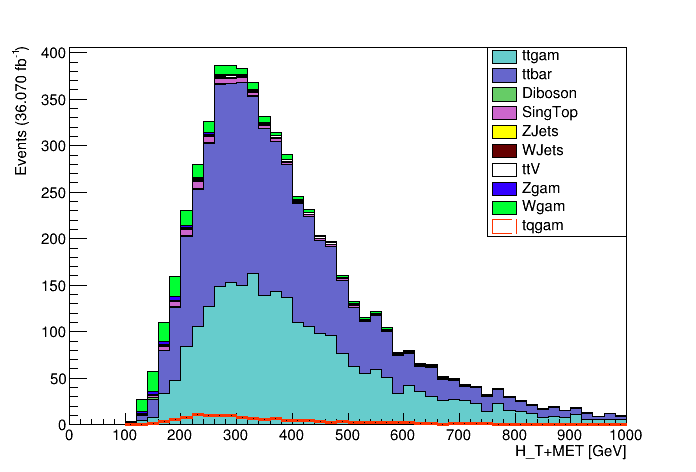 Events (36.070 fb⁻¹)
400
350
300
250
200
150
100
50
0
ttgam
ttbar
Diboson
SingTop
ZJets
WJets
ttV
Zgam
Wgam
tqgam
0 100 200 300 400 500 600 700 800 900 1000
H_T+MET [GeV]